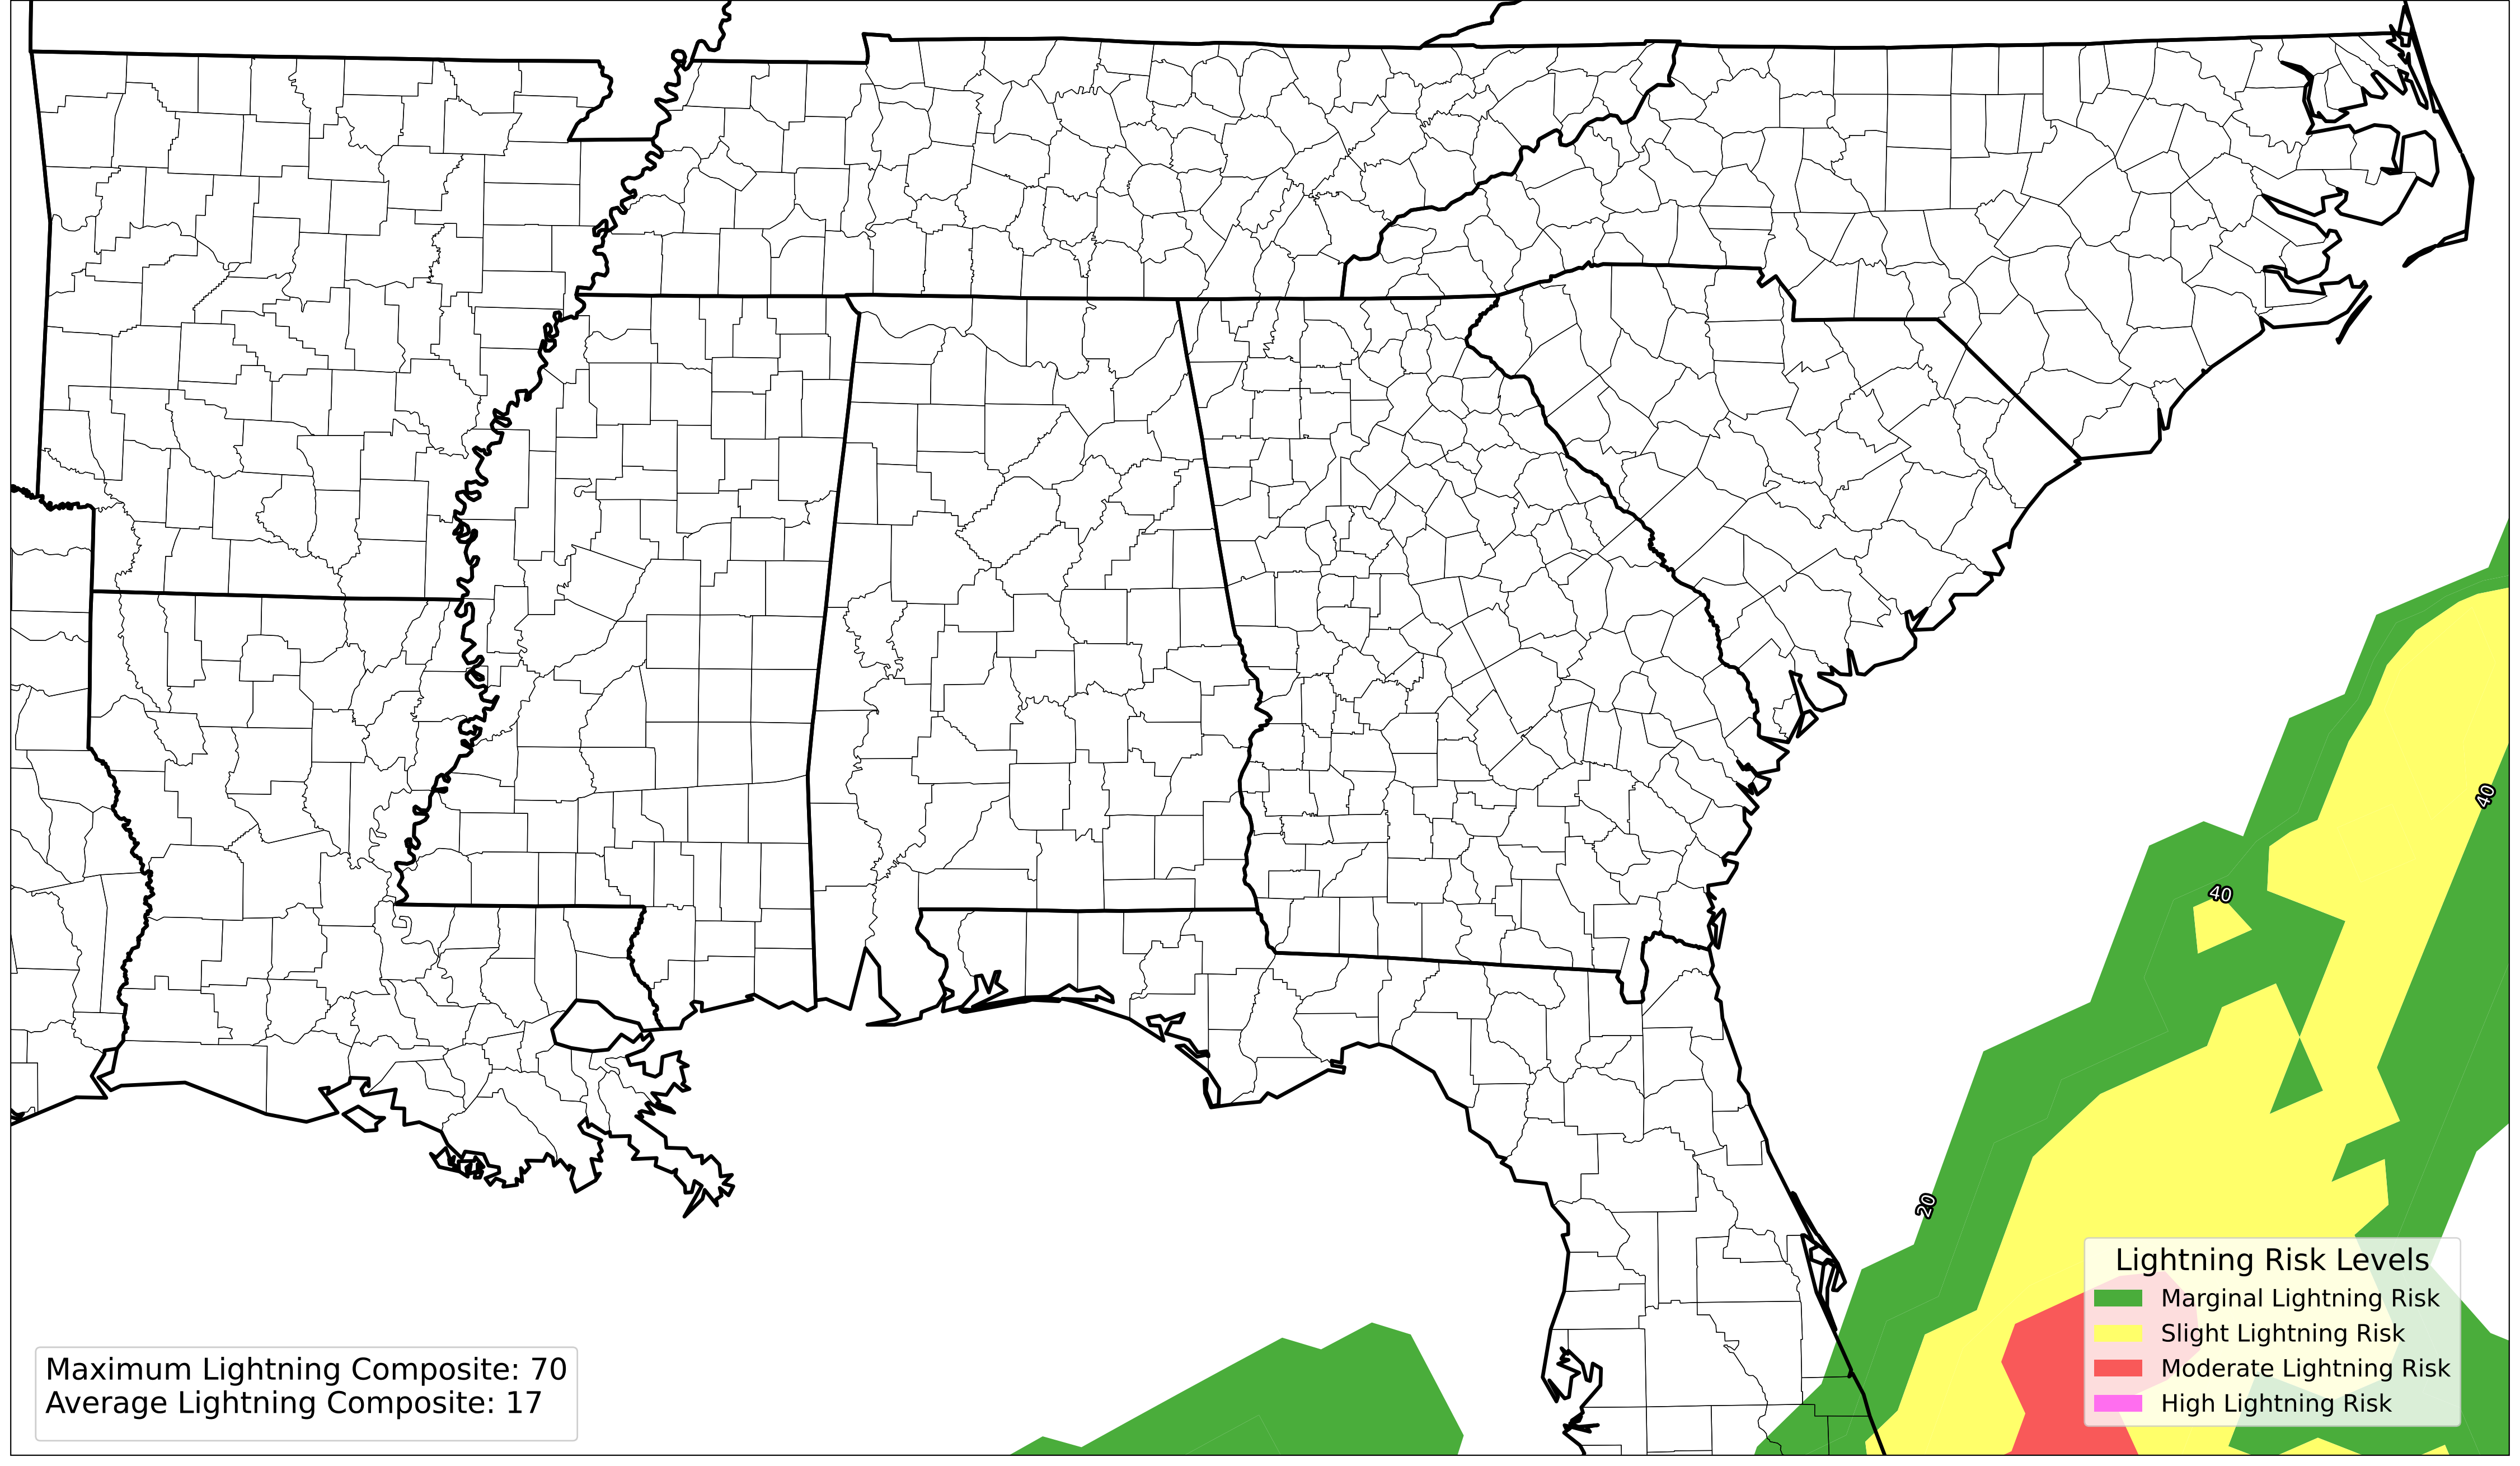 40
40
20
Lightning Risk Levels
Marginal Lightning Risk
Slight Lightning Risk
Moderate Lightning Risk
High Lightning Risk
Maximum Lightning Composite: 70
Average Lightning Composite: 17